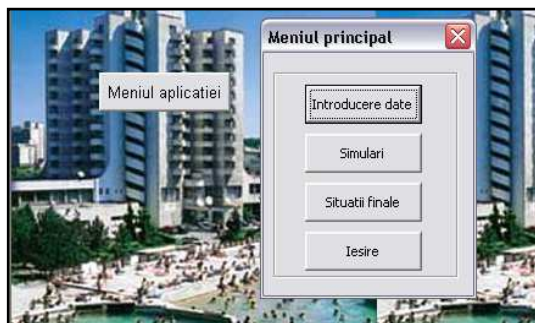 Meniul aplicatiei
Meniul principal
Introducere date
Simulari
Situatii finale
Iesire